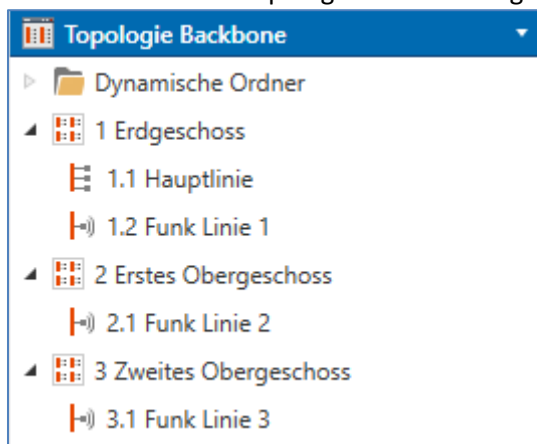 Topologie Backbone
Dynamische Ordner
1 Erdgeschoss
1.1 Hauptlinie
1.2 Funk Linie 1
2 Erstes Obergeschoss
2.1 Funk Linie 2
3 Zweites Obergeschoss
3.1 Funk Linie 3